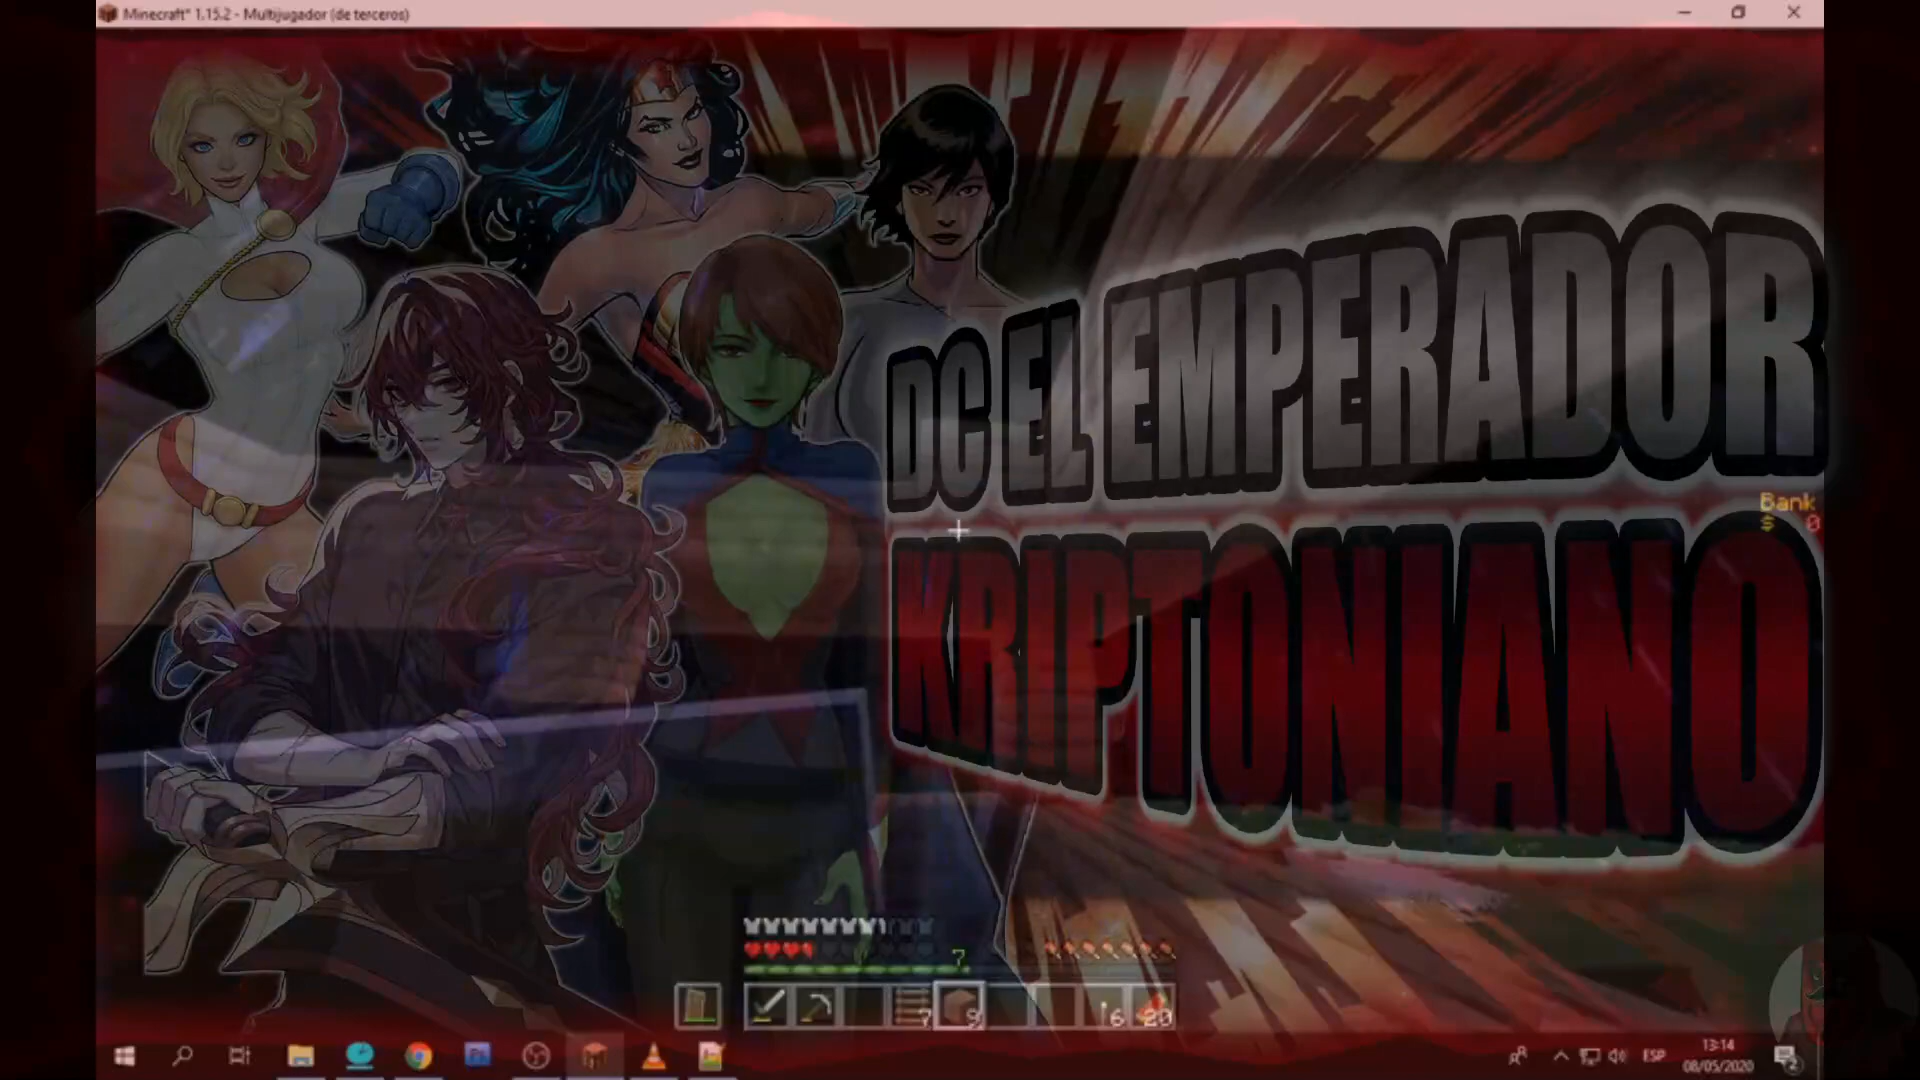 Minecraft* 1.15.2 - Multijugador (de terceros)
DC EL EMPERADOR
KRIPTONIANO
Bank
$ 0
7
7
9
6
20
ESP
13:14
08/05/2020
2